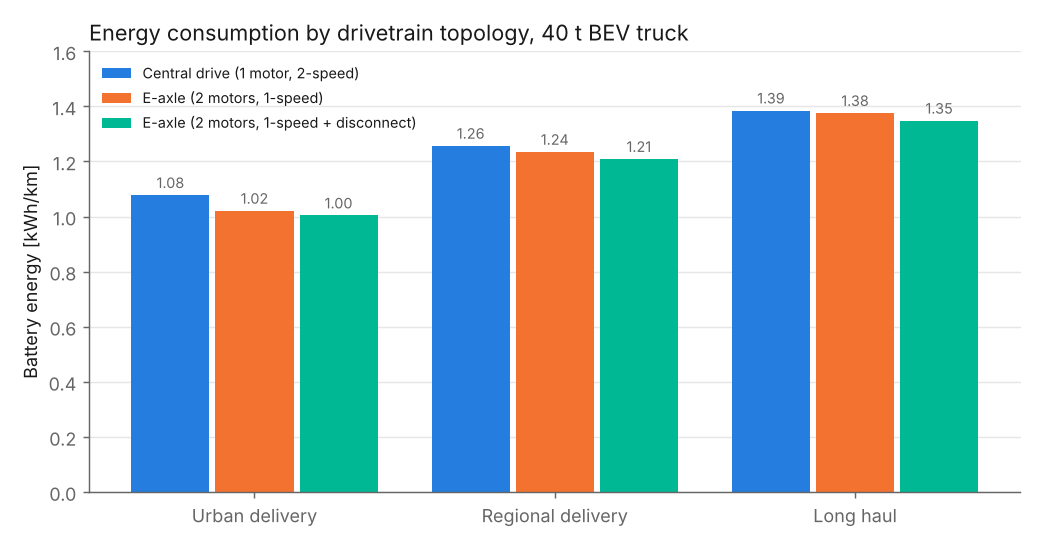 Energy consumption by drivetrain topology, 40 t BEV truck
Battery energy [kWh/km]
1.6
1.4
1.2
1.0
0.8
0.6
0.4
0.2
0.0
Central drive (1 motor, 2-speed)
E-axle (2 motors, 1-speed)
E-axle (2 motors, 1-speed + disconnect)
1.08
1.02
1.00
1.26
1.24
1.21
1.39
1.38
1.35
Urban delivery
Regional delivery
Long haul